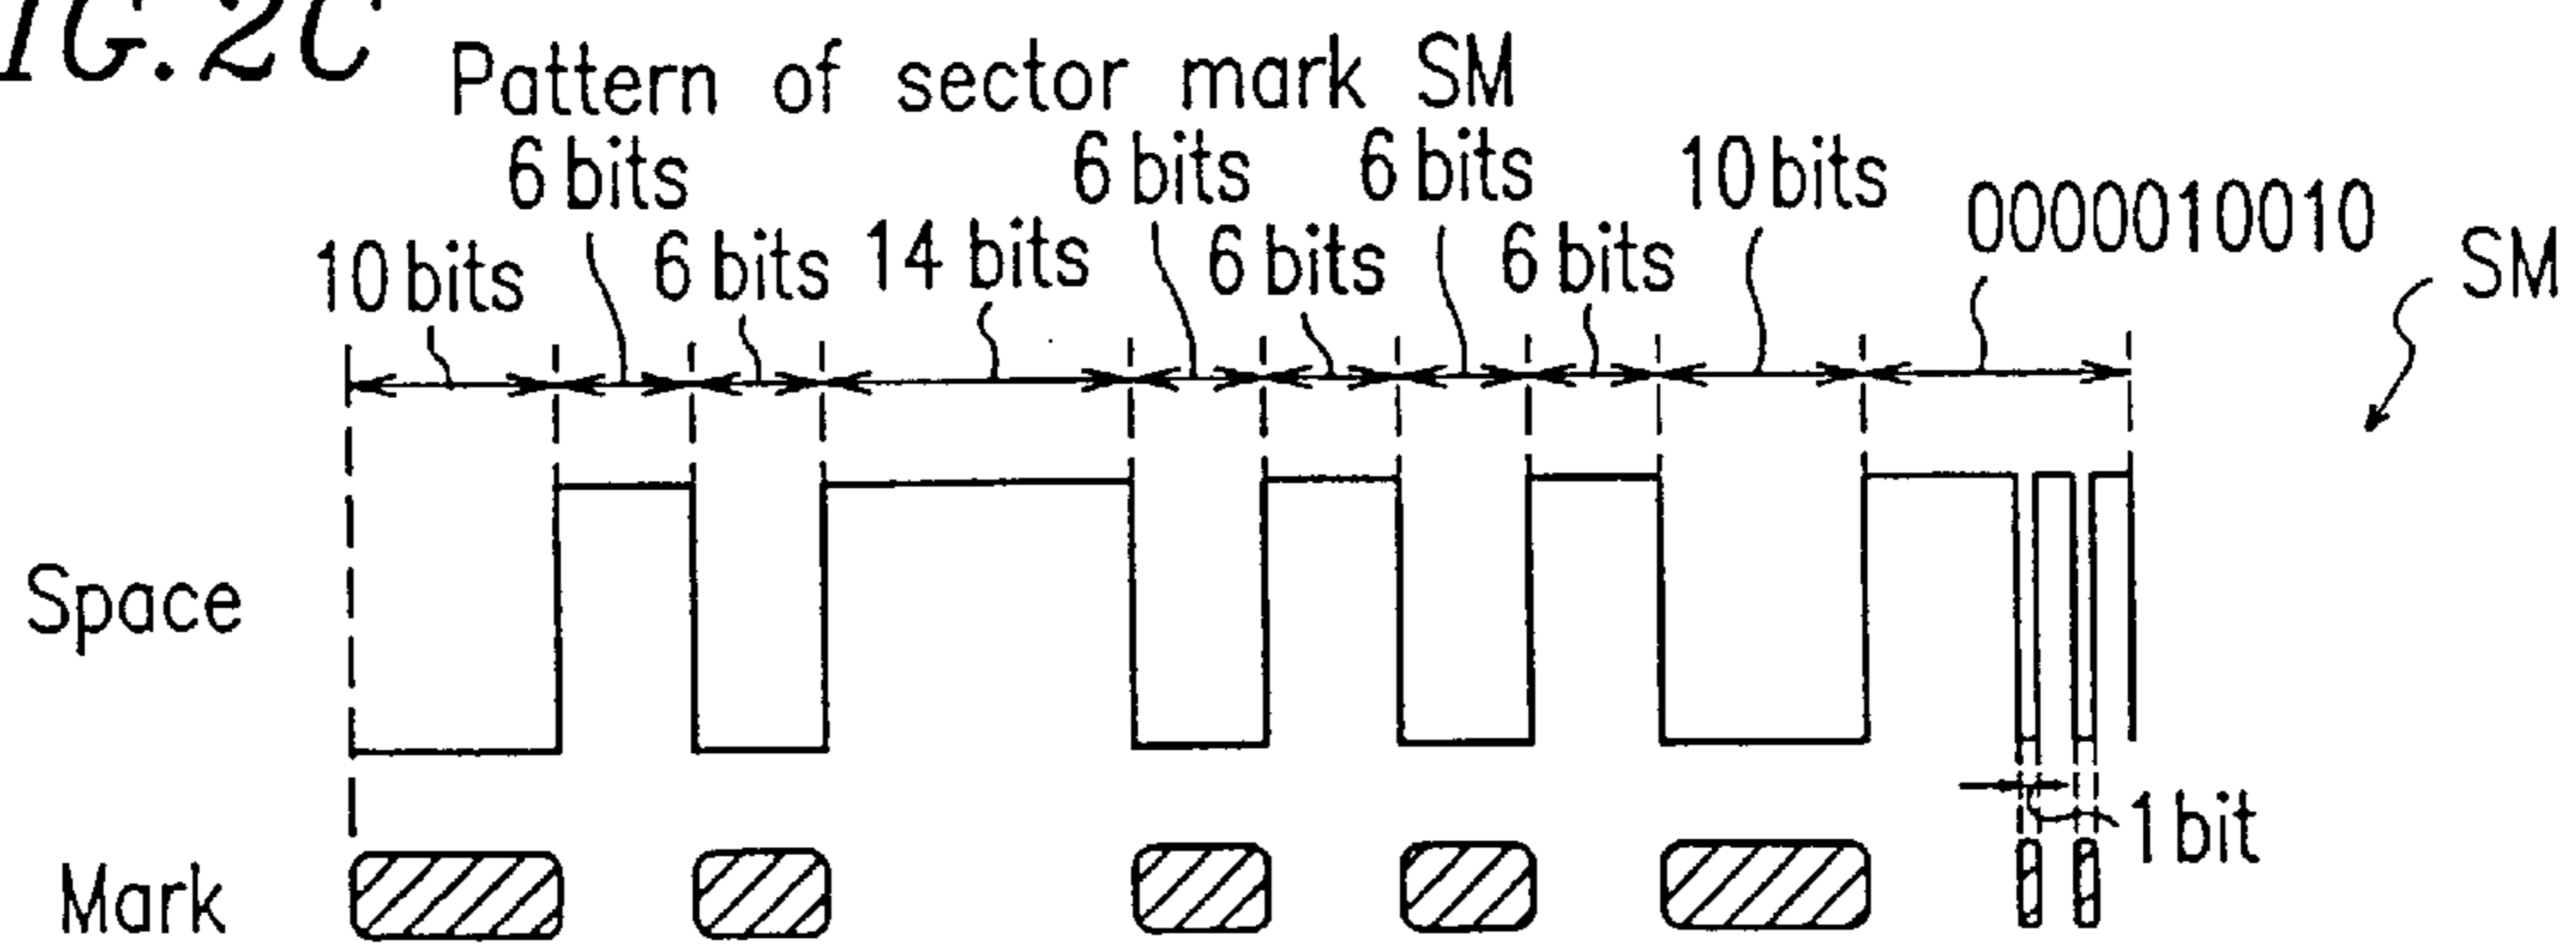 IG. 2C
Pattern of sector mark SM
6 bits 6 bits 6 bits 10 bits 0000010010
10 bits 6 bits 14 bits 6 bits 6 bits SM
Space
1 bit
Mark